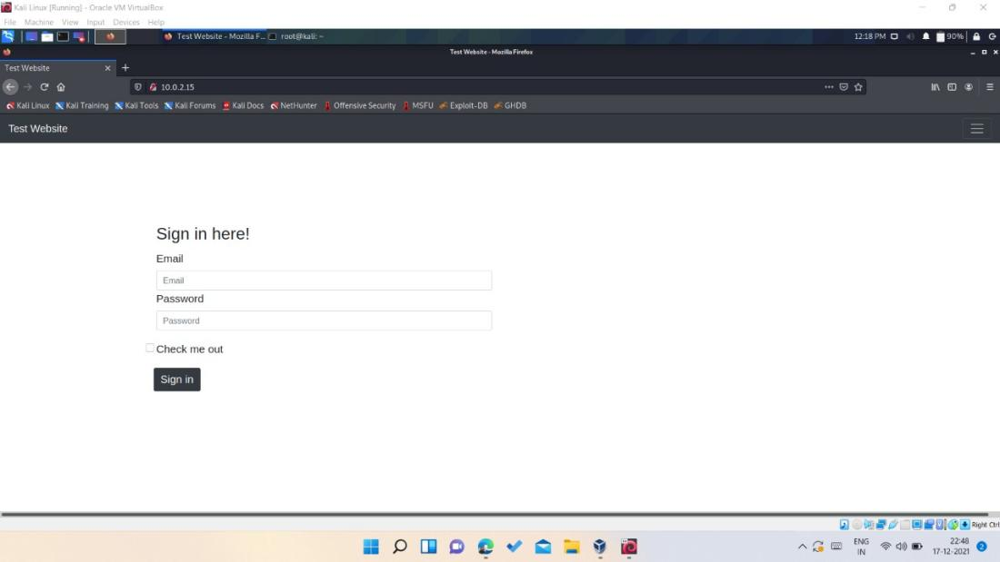 Kali Linux [Running] - Oracle VM VirtualBox
File Machine View Input Devices Help
Test Website - Mozilla F... root@kali: ~ 12:18 PM 90%
Test Website - Mozilla Firefox
Test Website
10.0.2.15
Kali Linux Kali Training Kali Tools Kali Forums Kali Docs NetHunter Offensive Security MSFU Exploit-DB GHDB
Test Website
Sign in here!
Email
Email
Password
Password
Check me out
Sign in
Right Ctrl
ENG 22:48
IN 17-12-2021 2